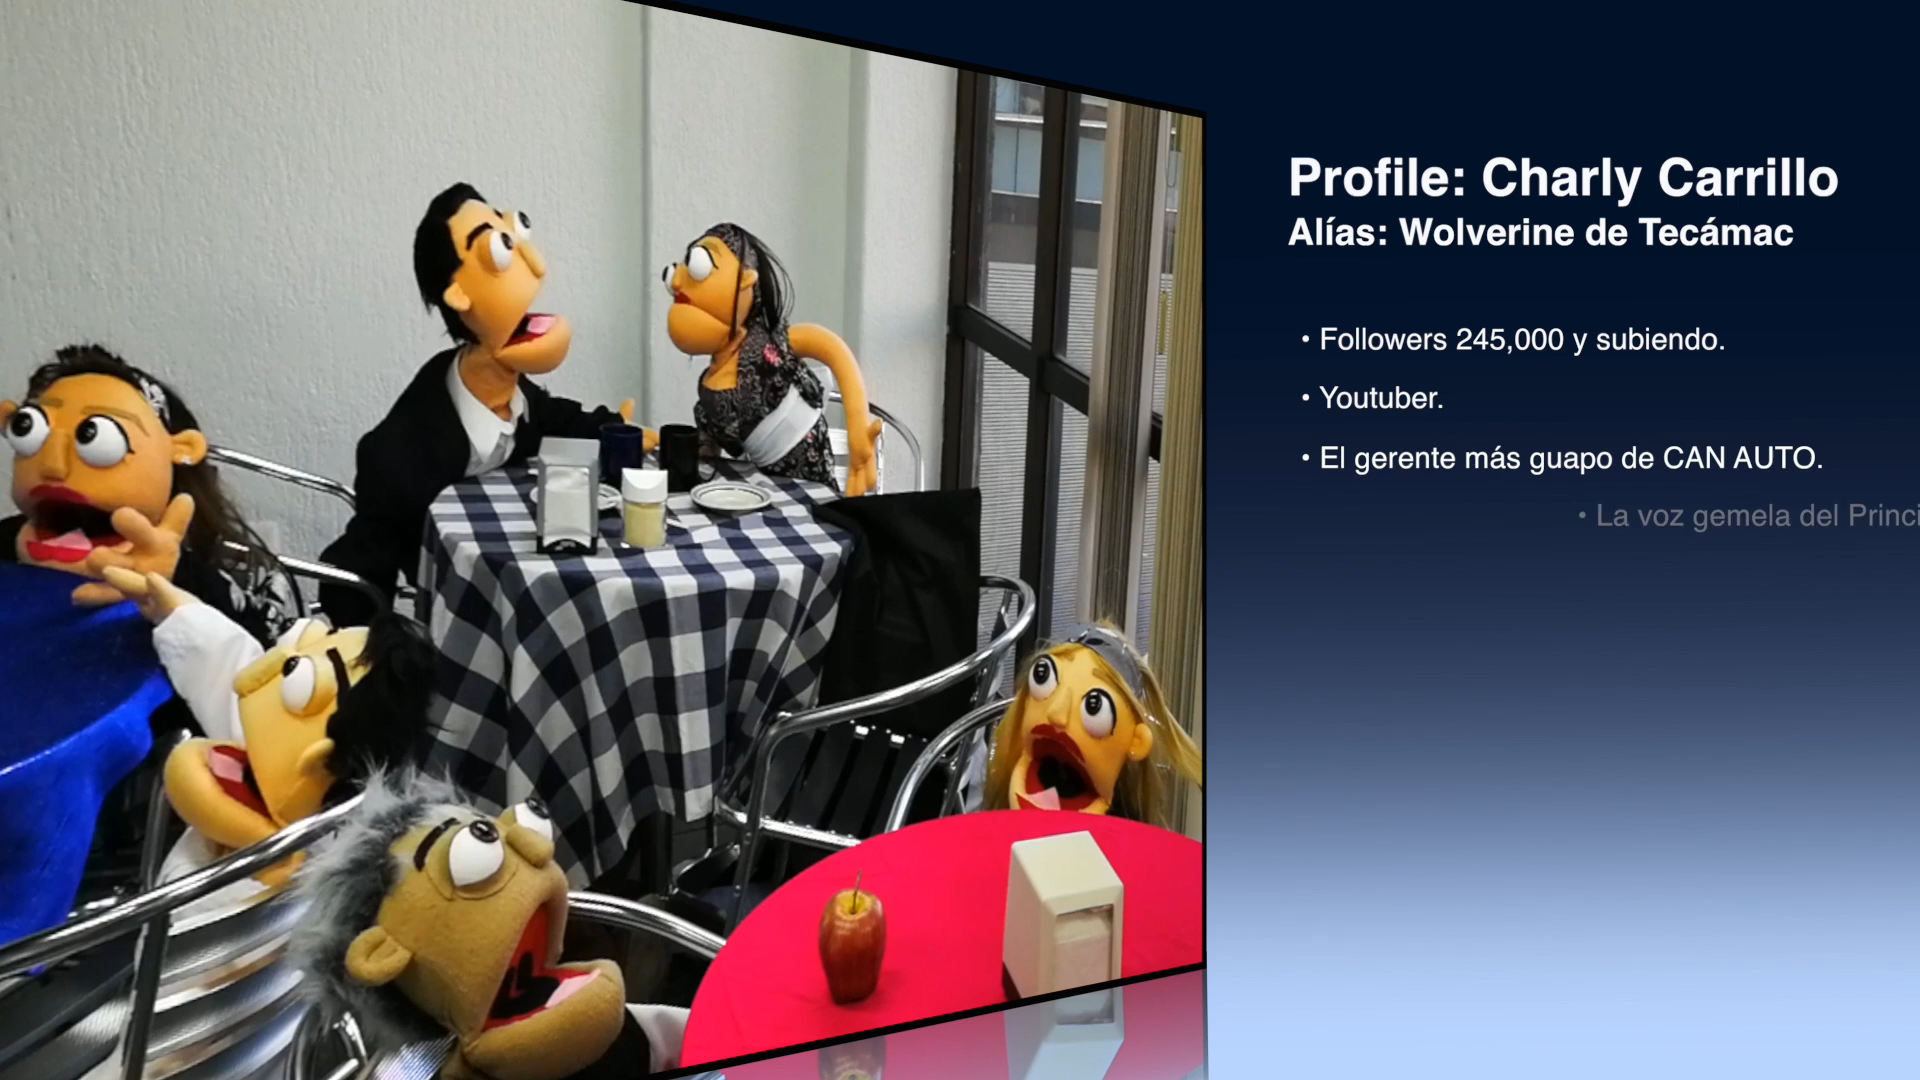 Profile: Charly Carrillo
Alías: Wolverine de Tecámac
• Followers 245,000 y subiendo.
• Youtuber.
• El gerente más guapo de CAN AUTO.
• La voz gemela del